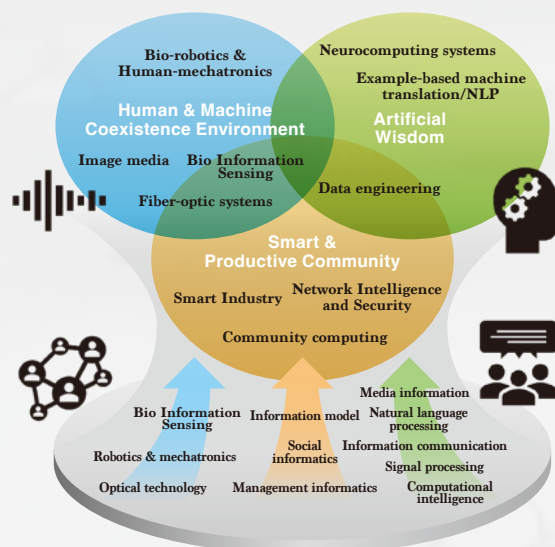 Bio-robotics &
Human-mechatronics
Neurocomputing systems
Example-based machine
translation/NLP
Human & Machine
Coexistence Environment
Artificial
Wisdom
Image media
Bio Information
Sensing
Fiber-optic systems
Data engineering
Smart &
Productive Community
Smart Industry
Network Intelligence
and Security
Community computing
Bio Information
Sensing
Robotics & mechatronics
Optical technology
Information model
Social
informatics
Management informatics
Media information
Natural language
processing
Information communication
Signal processing
Computational
intelligence